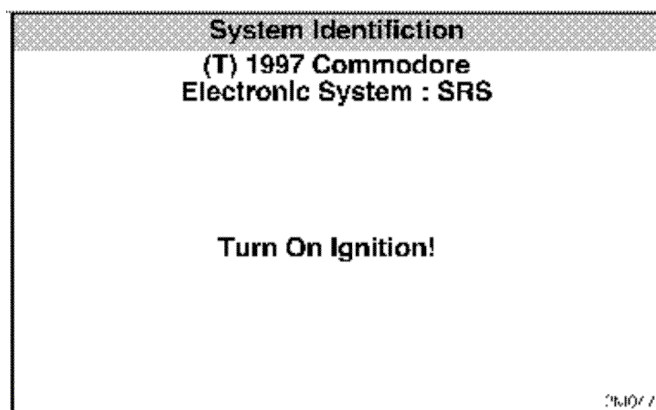 System Identifiction
(T) 1997 Commodore
Electronic System : SRS
Turn On Ignition!